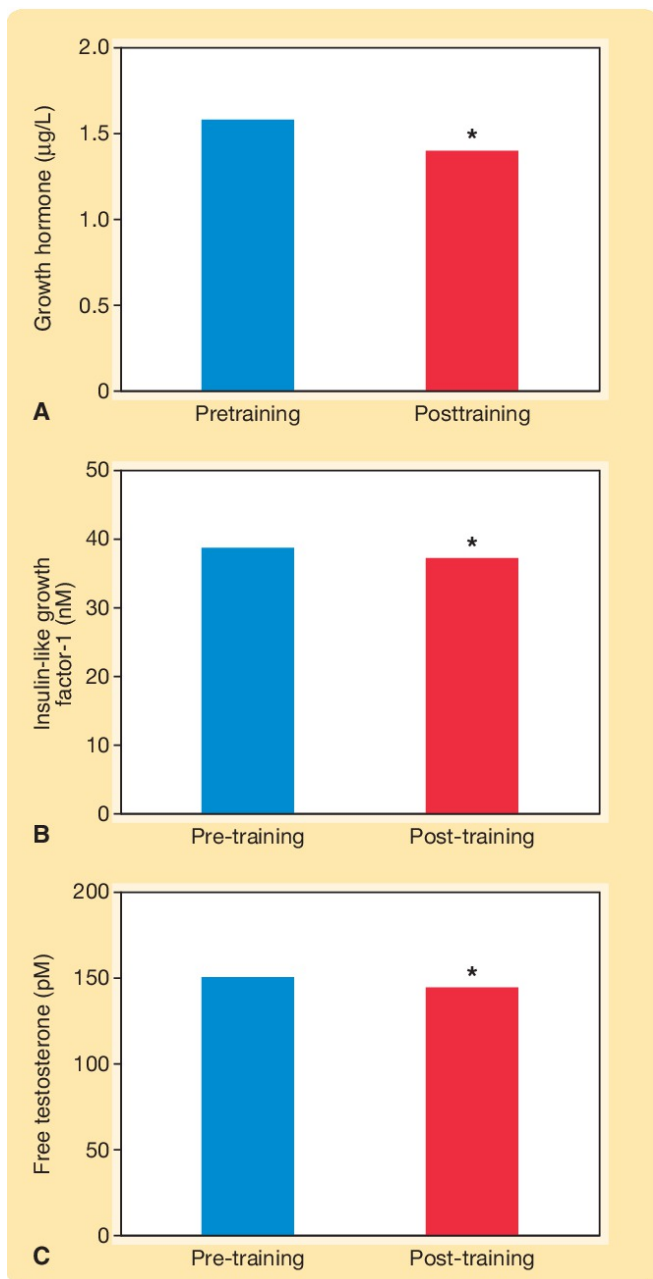 2.0
1.5
1.0
0.5
0
Growth hormone (µg/L)
*
Pretraining
Posttraining
A
50
40
30
20
10
0
Insulin-like growth
factor-1 (nM)
*
Pre-training
Post-training
B
200
150
100
50
0
Free testosterone (pM)
*
Pre-training
Post-training
C